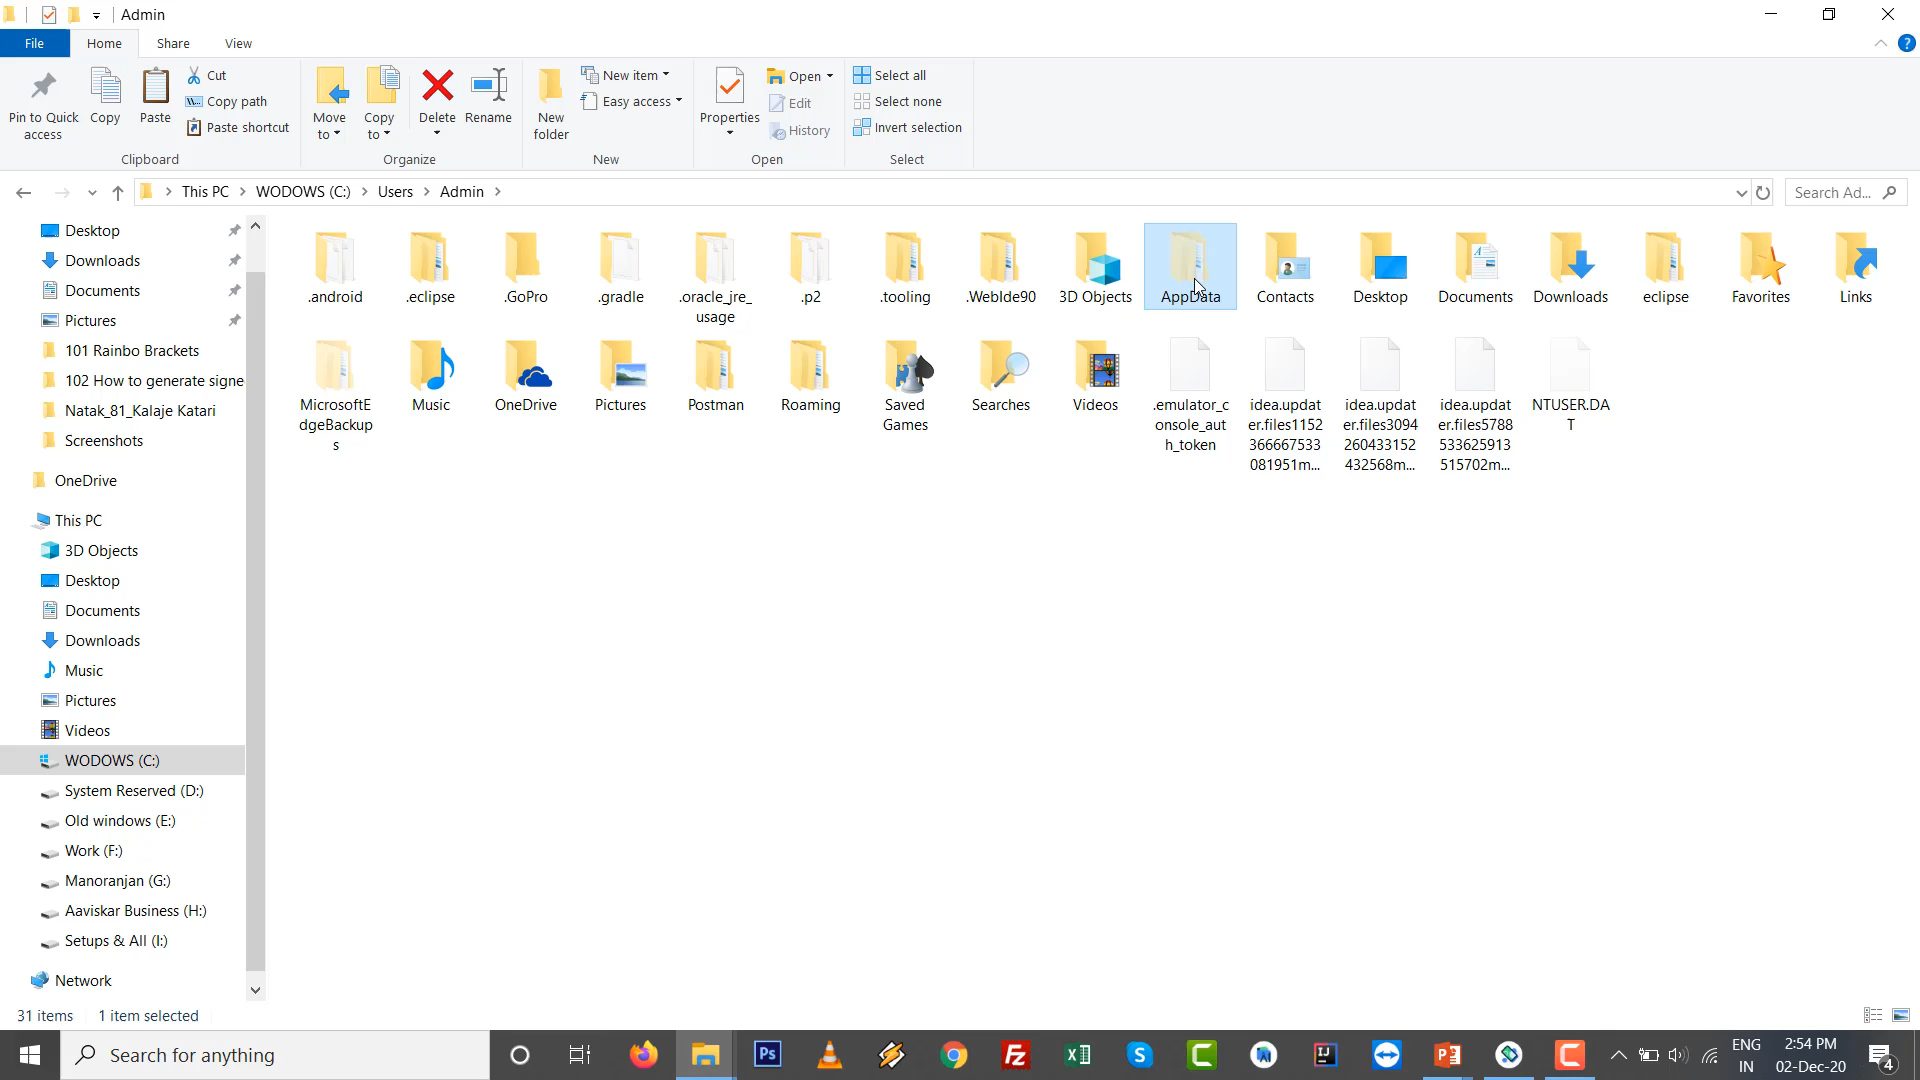 Admin
File
Home
Share
View
Pin to Quick
access
Copy
Paste
Cut
Copy path
Paste shortcut
Clipboard
Move
to
Copy
to
Delete
Rename
Organize
New
folder
New item
Easy access
New
Properties
Open
Edit
History
Open
Select all
Select none
Invert selection
Select
This PC
WODOWS (C:)
Users
Admin
Search Ad...
Desktop
Downloads
Documents
Pictures
101 Rainbo Brackets
102 How to generate signe
Natak_81_Kalaje Katari
Screenshots
OneDrive
This PC
3D Objects
Desktop
Documents
Downloads
Music
Pictures
Videos
WODOWS (C:)
System Reserved (D:)
Old windows (E:)
Work (F:)
Manoranjan (G:)
Aaviskar Business (H:)
Setups & All (I:)
Network
.android
.eclipse
.GoPro
.gradle
.oracle_jre_
usage
.p2
.tooling
.WebIde90
3D Objects
AppData
Contacts
Desktop
Documents
Downloads
eclipse
Favorites
Links
MicrosoftE
dgeBackup
s
Music
OneDrive
Pictures
Postman
Roaming
Saved
Games
Searches
Videos
.emulator_c
onsole_aut
h_token
idea.updat
er.files1152
366667533
081951m...
idea.updat
er.files3094
260433152
432568m...
idea.updat
er.files5788
533625913
515702m...
NTUSER.DA
T
31 items
1 item selected
Search for anything
ENG
IN
2:54 PM
02-Dec-20
4